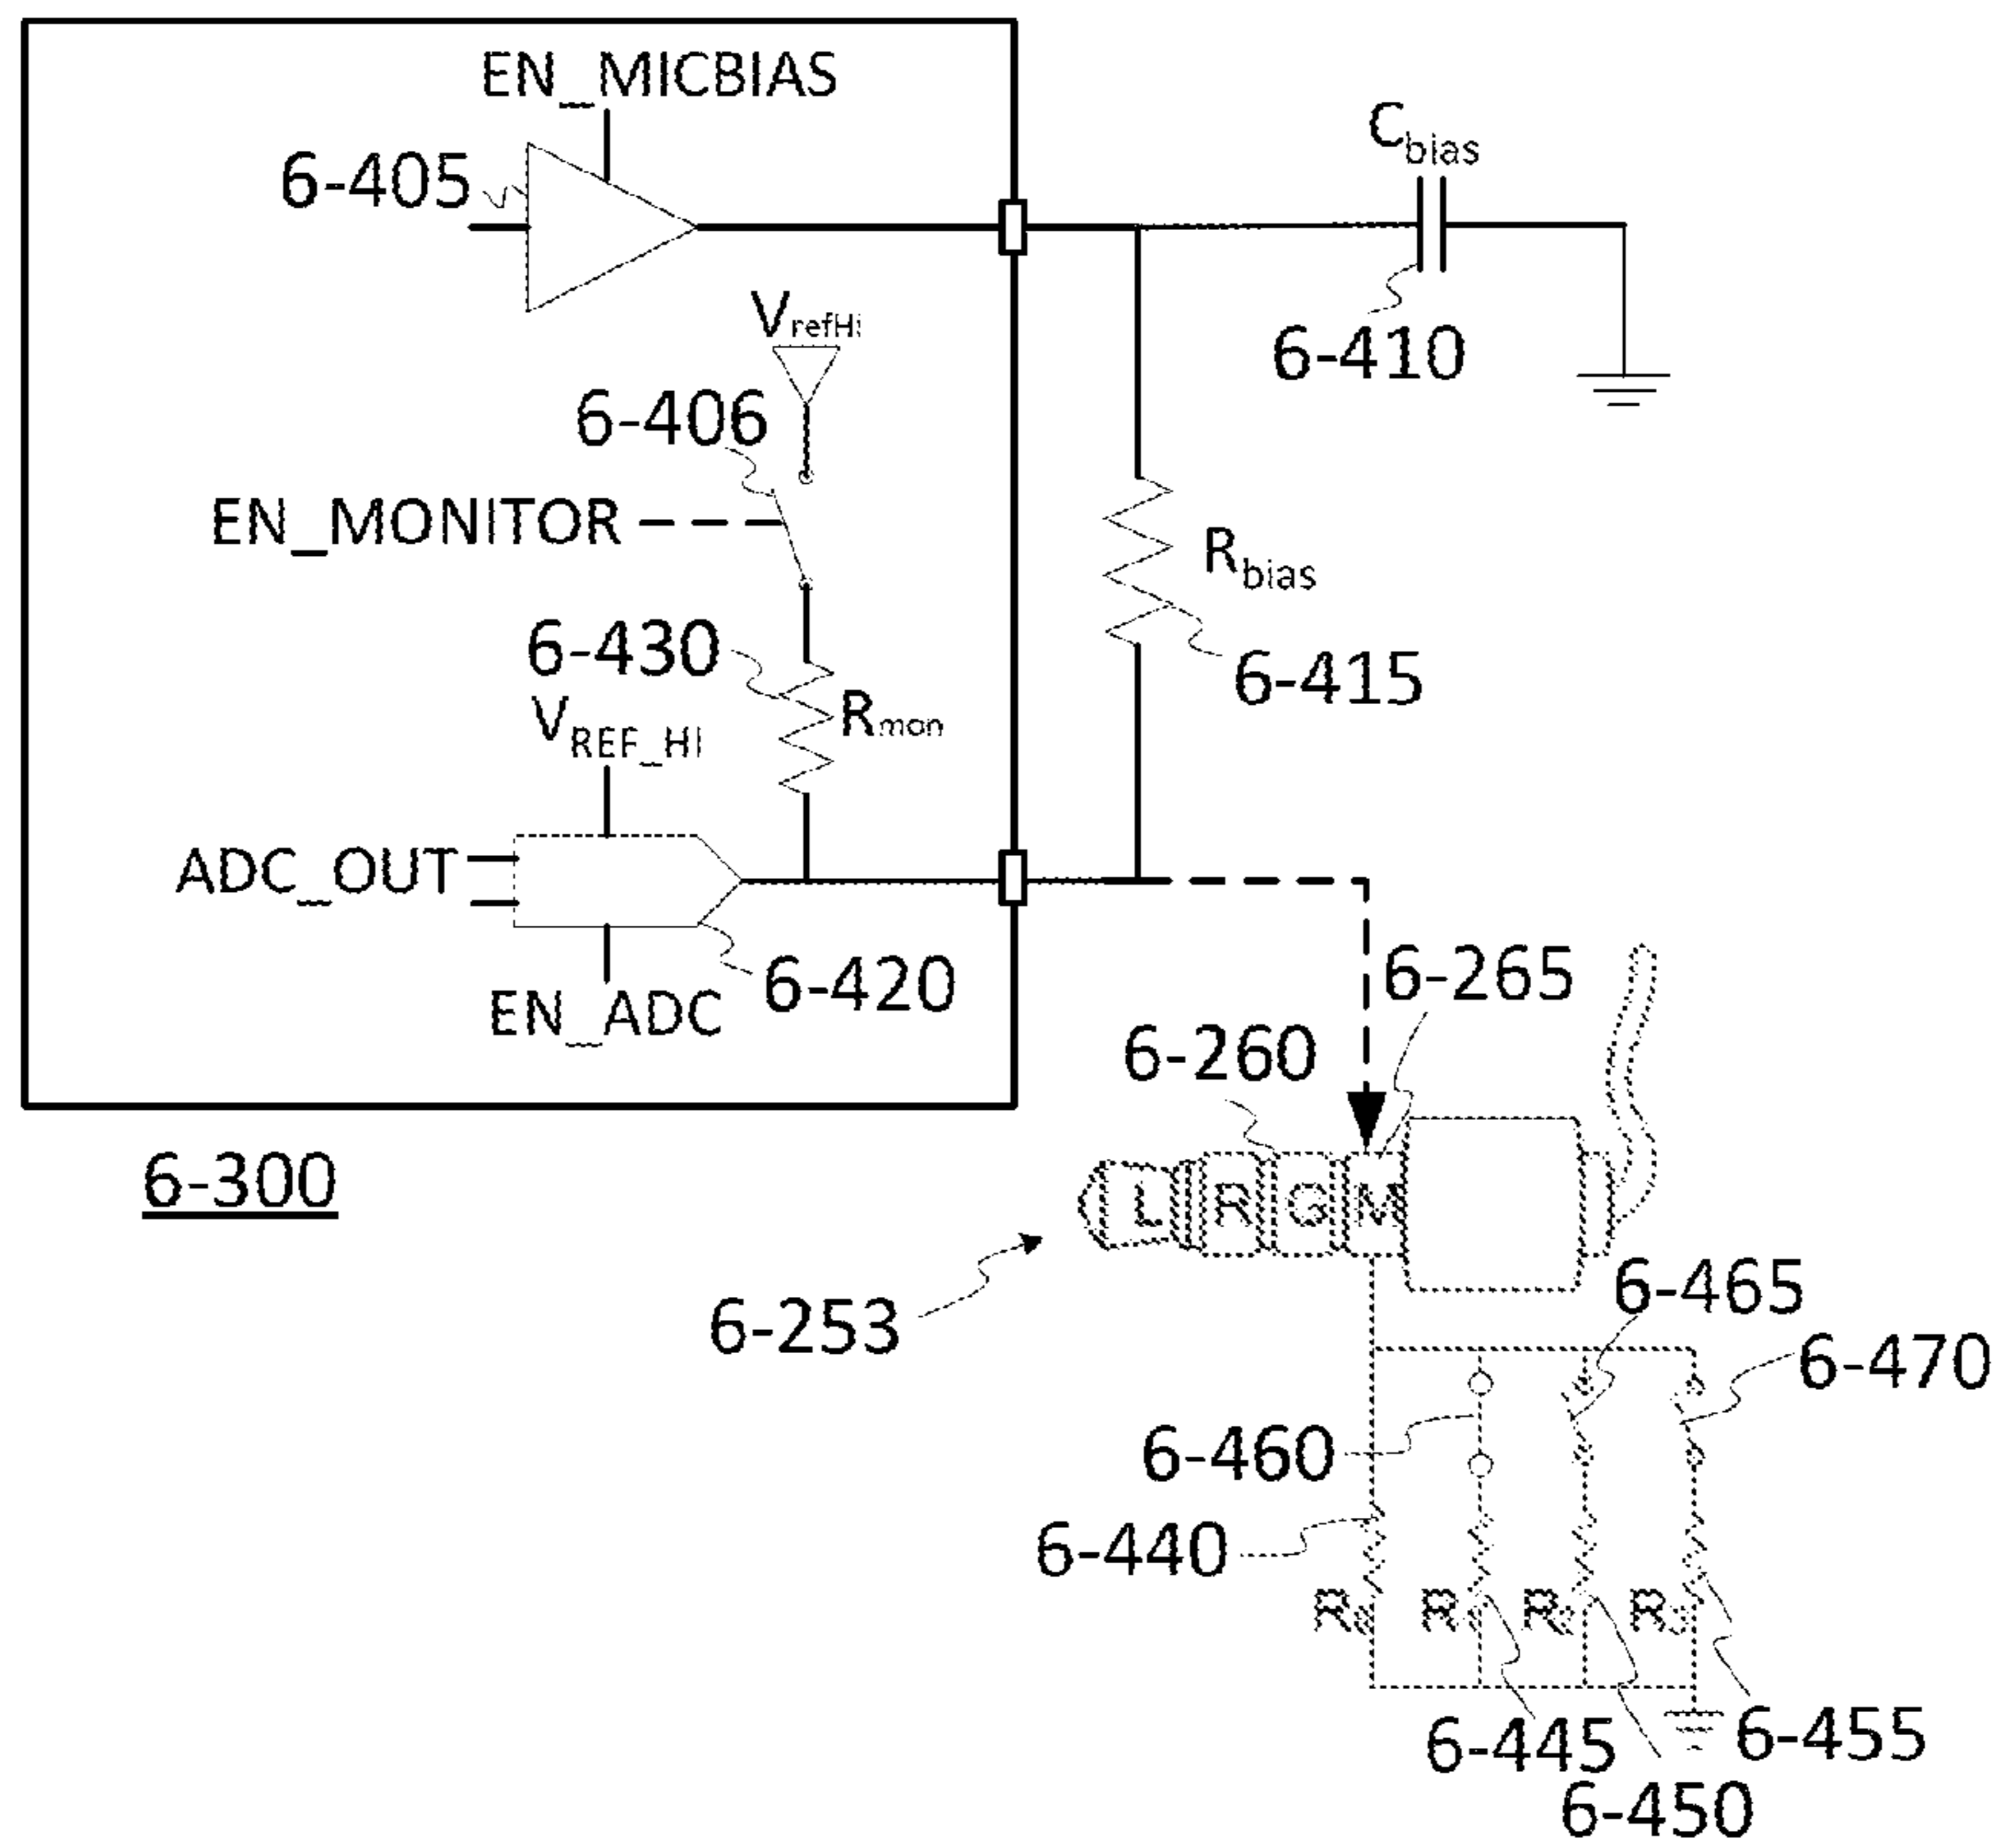 EN_MICBIAS
6-405
Cbias
6-410
VrefHi
6-406
EN_MONITOR
Rbias
6-415
6-430
Rmon
VREF_HI
ADC_OUT
6-420
EN_ADC
6-265
6-260
6-300
L R G M
6-253
6-465
6-470
6-460
6-440
R R R R
6-445
6-455
6-450